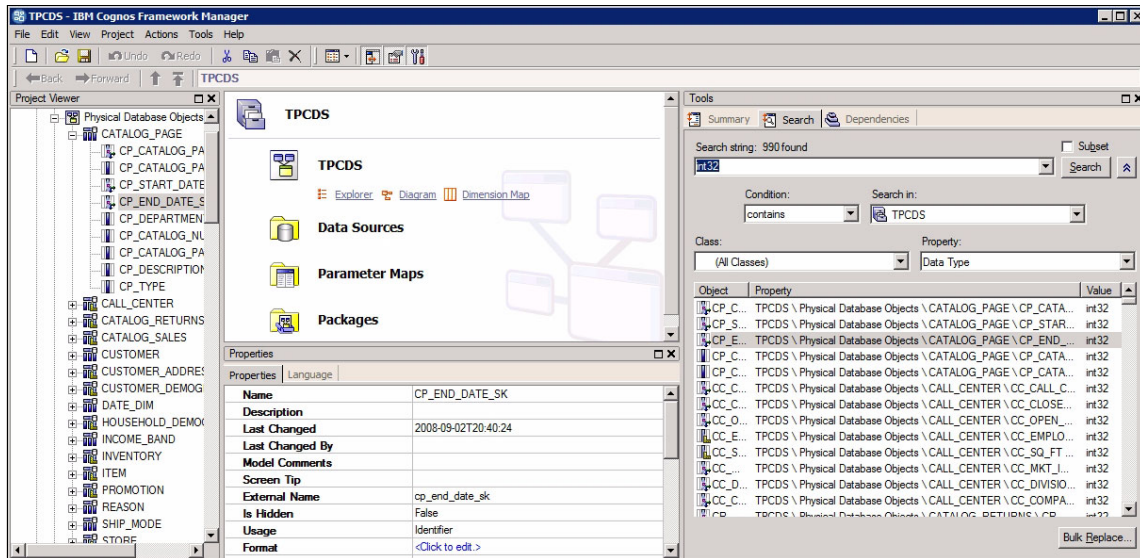 TPCDS - IBM Cognos Framework Manager
File Edit View Project Actions Tools Help
Undo Redo
Back Forward TPCDS
Project Viewer
Physical Database Objects
CATALOG_PAGE
CP_CATALOG_PA
CP_CATALOG_PA
CP_START_DATE
CP_END_DATE_S
CP_DEPARTMEN
CP_CATALOG_NU
CP_CATALOG_PA
CP_DESCRIPTION
CP_TYPE
CALL_CENTER
CATALOG_RETURNS
CATALOG_SALES
CUSTOMER
CUSTOMER_ADDRES
CUSTOMER_DEMOG
DATE_DIM
HOUSEHOLD_DEMO
INCOME_BAND
INVENTORY
ITEM
PROMOTION
REASON
SHIP_MODE
STORE
TPCDS
TPCDS
Explorer Diagram Dimension Map
Data Sources
Parameter Maps
Packages
Properties
Properties Language
Name CP_END_DATE_SK
Description
Last Changed 2008-09-02T20:40:24
Last Changed By
Model Comments
Screen Tip
External Name cp_end_date_sk
Is Hidden False
Usage Identifier
Format <Click to edit.>
Tools
Summary Search Dependencies
Search string: 990 found Subset
int32 Search
Condition: Search in:
contains TPCDS
Class: Property:
(All Classes) Data Type
Object Property Value
CP_C... TPCDS \ Physical Database Objects \ CATALOG_PAGE \ CP_CATA... int32
CP_S... TPCDS \ Physical Database Objects \ CATALOG_PAGE \ CP_STAR... int32
CP_E... TPCDS \ Physical Database Objects \ CATALOG_PAGE \ CP_END_... int32
CP_C... TPCDS \ Physical Database Objects \ CATALOG_PAGE \ CP_CATA... int32
CP_C... TPCDS \ Physical Database Objects \ CATALOG_PAGE \ CP_CATA... int32
CC_C... TPCDS \ Physical Database Objects \ CALL_CENTER \ CC_CALL_C... int32
CC_C... TPCDS \ Physical Database Objects \ CALL_CENTER \ CC_CLOSE... int32
CC_O... TPCDS \ Physical Database Objects \ CALL_CENTER \ CC_OPEN_... int32
CC_E... TPCDS \ Physical Database Objects \ CALL_CENTER \ CC_EMPLO... int32
CC_S... TPCDS \ Physical Database Objects \ CALL_CENTER \ CC_SQ_FT ... int32
CC_... TPCDS \ Physical Database Objects \ CALL_CENTER \ CC_MKT_I... int32
CC_D... TPCDS \ Physical Database Objects \ CALL_CENTER \ CC_DIVISIO... int32
CC_C... TPCDS \ Physical Database Objects \ CALL_CENTER \ CC_COMPA... int32
CR TPCDS \ Physical Database Objects \ CATALOG_RETURNS \ CR int32
Bulk Replace...